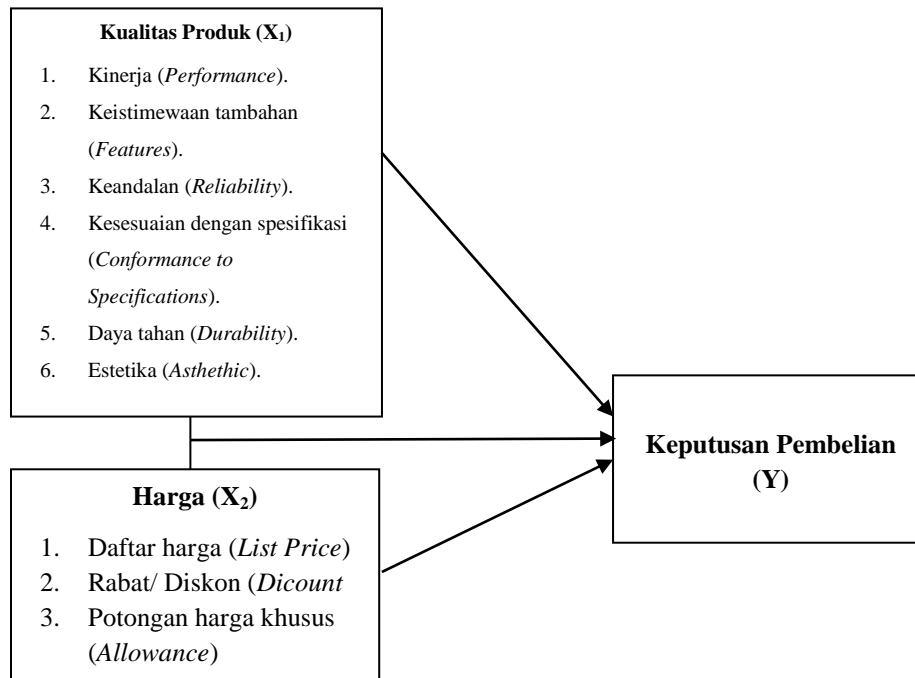 Kualitas Produk (X₁)
1. Kinerja (Performance).
2. Keistimewaan tambahan
(Features).
3. Keandalan (Reliability).
4. Kesesuaian dengan spesifikasi
(Conformance to
Specifications).
5. Daya tahan (Durability).
6. Estetika (Asthethic).
Harga (X₂)
1. Daftar harga (List Price)
2. Rabat/ Diskon (Dicount
3. Potongan harga khusus
(Allowance)
Keputusan Pembelian
(Y)